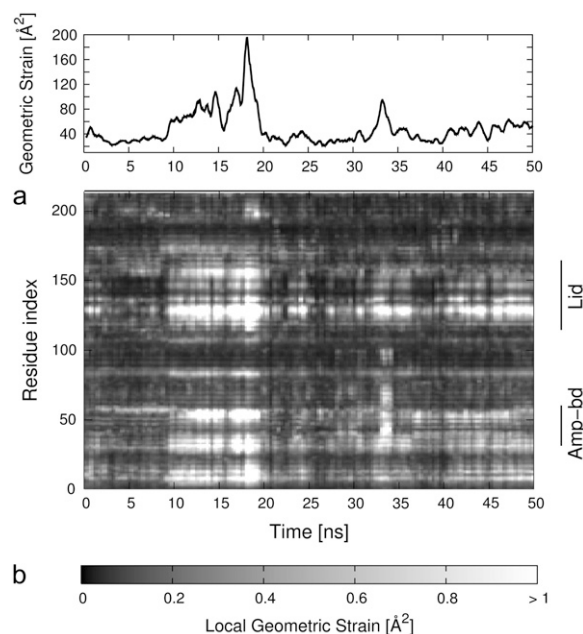 Geometric Strain [Å²]
200
160
120
80
40
0 5 10 15 20 25 30 35 40 45 50
a
Residue index
200
150
100
50
0
Lid
Amp-bd
0 5 10 15 20 25 30 35 40 45 50
Time [ns]
b
0 0.2 0.4 0.6 0.8 > 1
Local Geometric Strain [Å²]